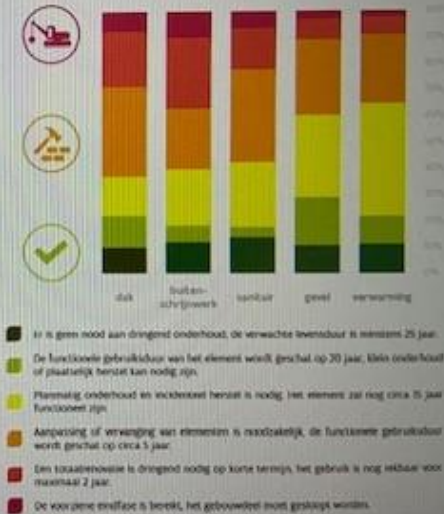 dak
buiten-
schrijnwerk
sanitair
gevel
verwarming
Er is geen nood aan dringend onderhoud, de verwachte levensduur is minstens 25 jaar.
De functionele gebruiksduur van het element wordt geschat op 20 jaar, klein onderhoud
of plaatselijk herstel kan nodig zijn.
Planmatig onderhoud en incidenteel herstel is nodig. Het element zal nog circa 15 jaar
functioneel zijn
Aanpassing of vervanging van elementen is noodzakelijk, de functionele gebruiksduur
wordt geschat op circa 5 jaar.
Een totaalrenovatie is dringend nodig op korte termijn, het gebruik is nog rekbaar voor
maximaal 2 jaar.
De voorziene eindfase is bereikt, het gebouwdeel moet gesloopt worden.